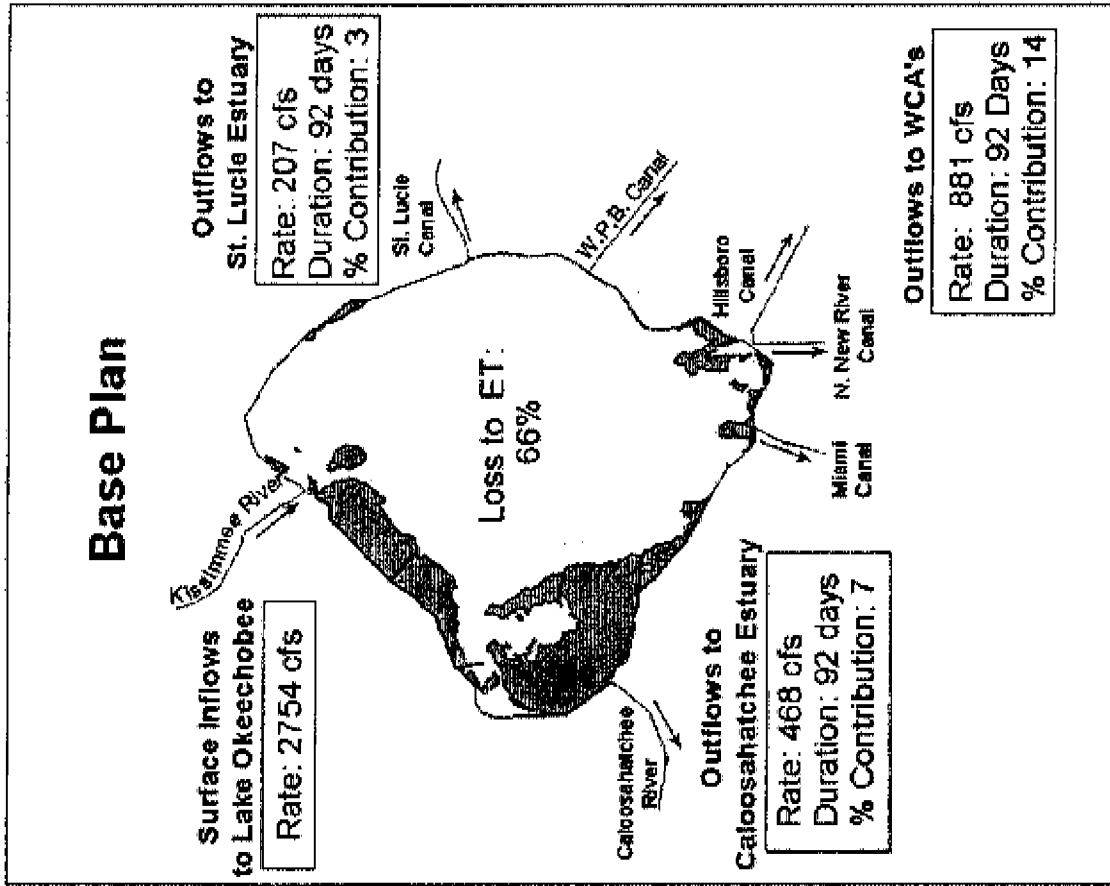 Base Plan
Surface Inflows
to Lake Okeechobee
Rate: 2754 cfs
Kissimmee River
Outflows to
St. Lucie Estuary
Rate: 207 cfs
Duration: 92 days
% Contribution: 3
St. Lucie
Canal
W.P.B. Canal
Loss to ET:
66%
Hillsboro
Canal
N. New River
Canal
Miami
Canal
Caloosahatchee
River
Outflows to
Caloosahatchee Estuary
Rate: 468 cfs
Duration: 92 days
% Contribution: 7
Outflows to WCA's
Rate: 881 cfs
Duration: 92 Days
% Contribution: 14